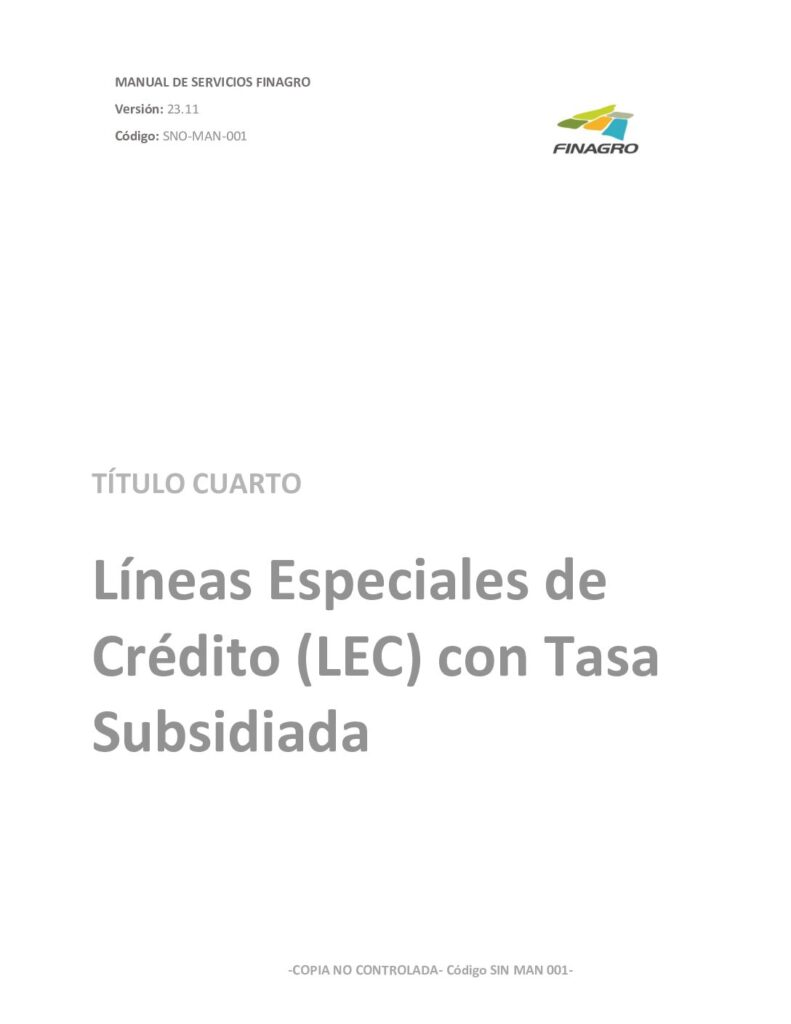 MANUAL DE SERVICIOS FINAGRO
Versión: 23.11
Código: SNO-MAN-001
FINAGRO
TÍTULO CUARTO
Líneas Especiales de
Crédito (LEC) con Tasa
Subsidiada
-COPIA NO CONTROLADA- Código SIN MAN 001-